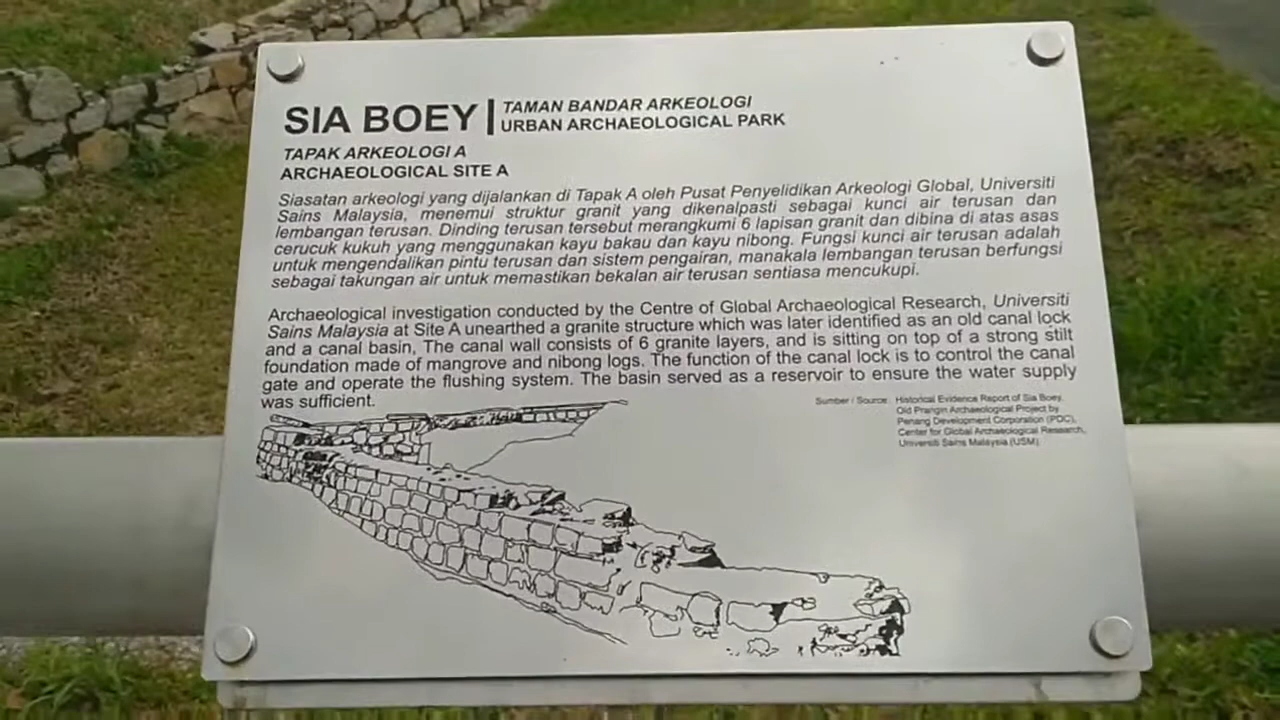 SIA BOEY | TAMAN BANDAR ARKEOLOGI
URBAN ARCHAEOLOGICAL PARK
TAPAK ARKEOLOGI A
ARCHAEOLOGICAL SITE A
Siasatan arkeologi yang dijalankan di Tapak A oleh Pusat Penyelidikan Arkeologi Global, Universiti
Sains Malaysia, menemui struktur granit yang dikenalpasti sebagai kunci air terusan dan
lembangan terusan. Dinding terusan tersebut merangkumi 6 lapisan granit dan dibina di atas asas
cerucuk kukuh yang menggunakan kayu bakau dan kayu nibong. Fungsi kunci air terusan adalah
untuk mengendalikan pintu terusan dan sistem pengairan, manakala lembangan terusan berfungsi
sebagai takungan air untuk memastikan bekalan air terusan sentiasa mencukupi.
Archaeological investigation conducted by the Centre of Global Archaeological Research, Universiti
Sains Malaysia at Site A unearthed a granite structure which was later identified as an old canal lock
and a canal basin, The canal wall consists of 6 granite layers, and is sitting on top of a strong stilt
foundation made of mangrove and nibong logs. The function of the canal lock is to control the canal
gate and operate the flushing system. The basin served as a reservoir to ensure the water supply
was sufficient.
Sumber / Source: Historical Evidence Report of Sia Boey,
Old Prangin Archaeological Project by
Penang Development Corporation (PDC),
Center for Global Archaeological Research,
Universiti Sains Malaysia (USM)